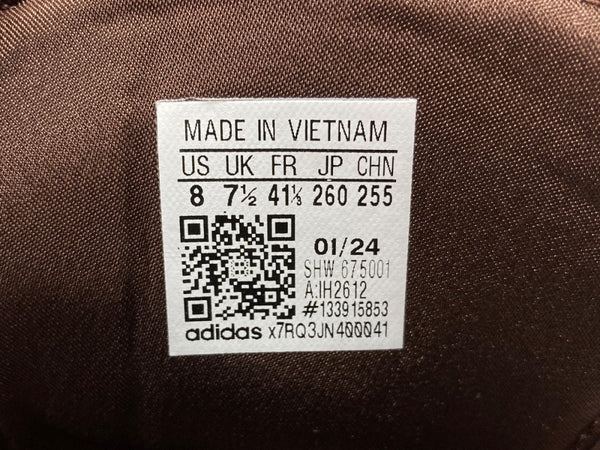 MADE IN VIETNAM
US UK FR JP CHN
8 7½ 41⅓ 260 255
01/24
SHW 675001
A:IH2612
#133915853
adidas x7RQ3JN400041